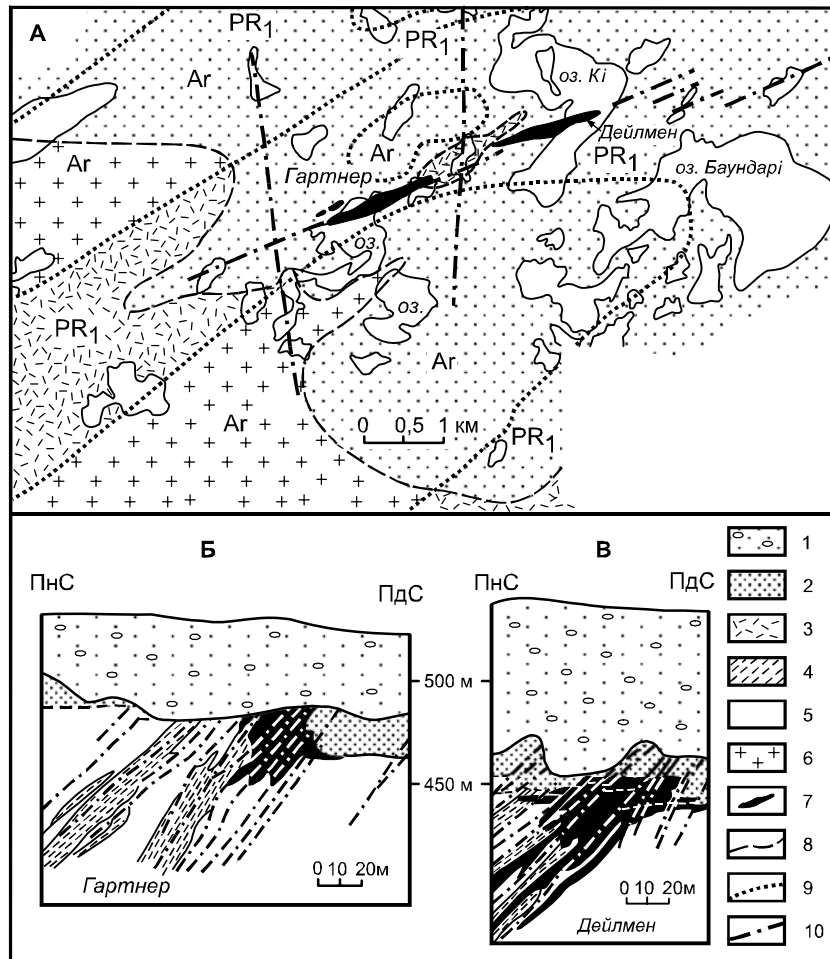 А
PR1
PR1
Ar
оз. Кі
Дейлмен
Ar
Ar
PR1
Гартнер
оз. Баундарі
оз.
PR1
оз.
Ar
Ar
0 0,5 1 км
PR1
Б
В
ПнС
ПдС
ПнС
ПдС
500 м
450 м
0 10 20м
Гартнер
0 10 20м
Дейлмен
1
2
3
4
5
6
7
8
9
10